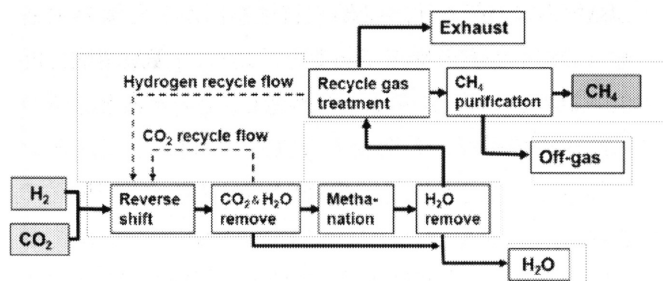 Exhaust
Hydrogen recycle flow
Recycle gas
treatment
CH₄
purification
CH₄
CO₂ recycle flow
Off-gas
H₂
CO₂
Reverse
shift
CO₂ & H₂O
remove
Metha-
nation
H₂O
remove
H₂O